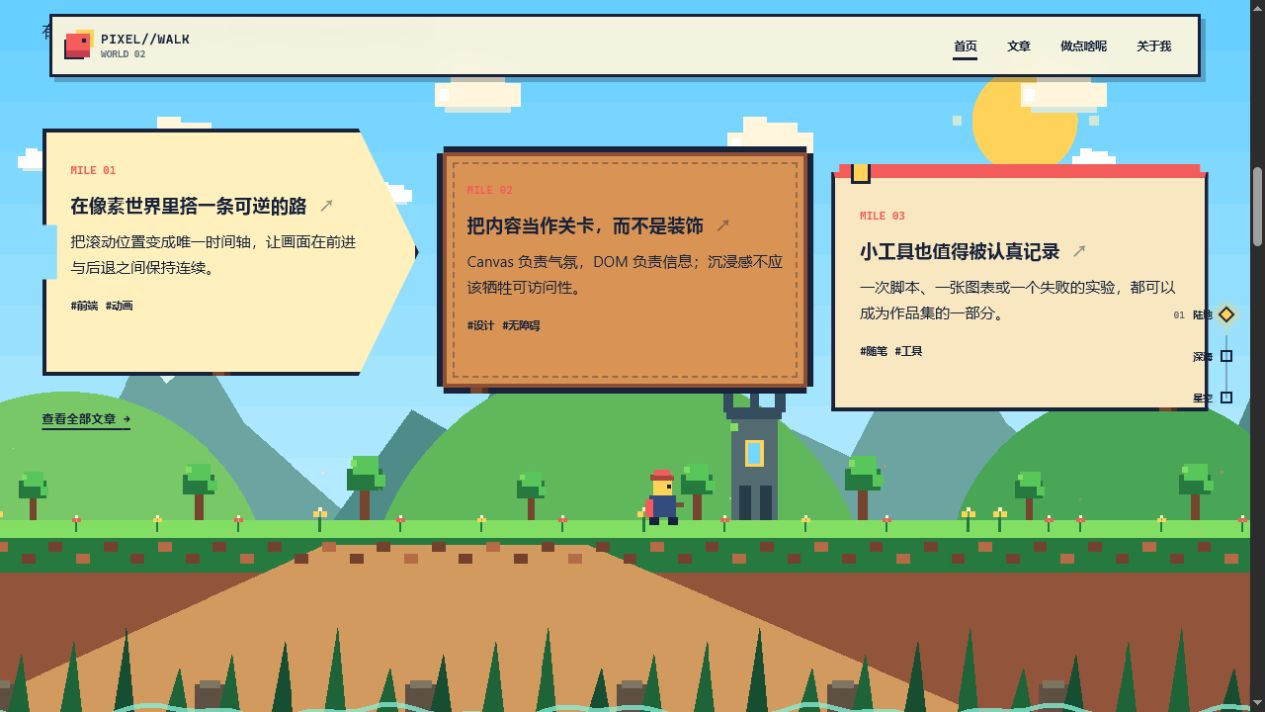 PIXEL//WALK
WORLD 02
首页
文章
做点啥呢
关于我
MILE 01
在像素世界里搭一条可逆的路 ↗
把滚动位置变成唯一时间轴，让画面在前进
与后退之间保持连续。
#前端 #动画
MILE 02
把内容当作关卡，而不是装饰 ↗
Canvas 负责气氛，DOM 负责信息；沉浸感不应
该牺牲可访问性。
#设计 #无障碍
MILE 03
小工具也值得被认真记录 ↗
一次脚本、一张图表或一个失败的实验，都可以
成为作品集的一部分。
#随笔 #工具
01 陆地
深海
星空
查看全部文章 →